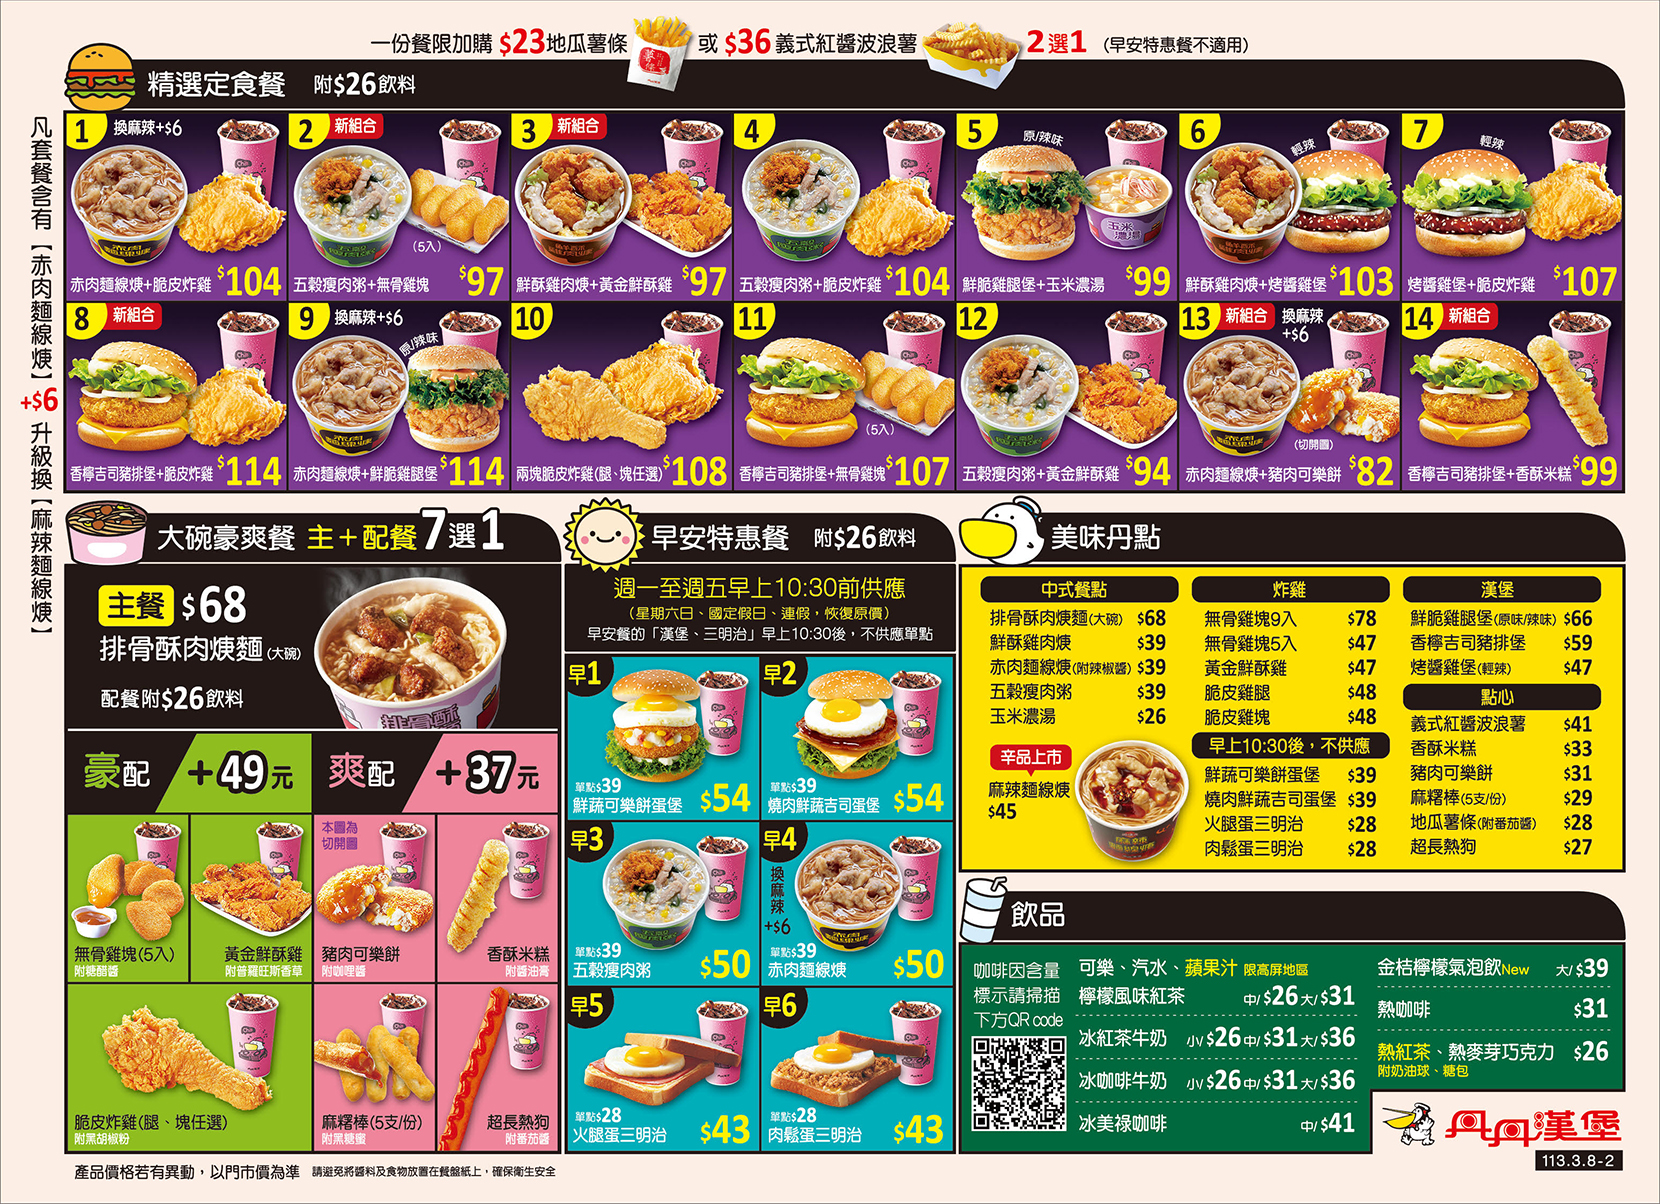 一份餐限加購 $23地瓜薯條 或 $36 義式紅醬波浪薯 2選1 (早安特惠餐不適用)
精選定食餐 附$26飲料
凡套餐含有【赤肉麵線焿】+$6 升級換【麻辣麵線焿】
1 換麻辣+$6
赤肉麵線焿+脆皮炸雞 $104
2 新組合
(5入)
五穀瘦肉粥+無骨雞塊 $97
3 新組合
鮮酥雞肉焿+黃金鮮酥雞 $97
4
五穀瘦肉粥+脆皮炸雞 $104
5 原/辣味
玉米濃湯
鮮脆雞腿堡+玉米濃湯 $99
6 輕辣
鮮酥雞肉焿+烤醬雞堡 $103
7 輕辣
烤醬雞堡+脆皮炸雞 $107
8 新組合
香檸吉司豬排堡+脆皮炸雞 $114
9 換麻辣+$6
原/辣味
赤肉麵線焿+鮮脆雞腿堡 $114
10
兩塊脆皮炸雞(腿、塊任選) $108
11
(5入)
香檸吉司豬排堡+無骨雞塊 $107
12
五穀瘦肉粥+黃金鮮酥雞 $94
13 新組合 換麻辣
+$6
(切開圖)
赤肉麵線焿+豬肉可樂餅 $82
14 新組合
香檸吉司豬排堡+香酥米糕 $99
大碗豪爽餐 主+配餐7選1
主餐 $68
排骨酥肉焿麵(大碗)
配餐附$26飲料
豪配 +49元
爽配 +37元
無骨雞塊(5入)
附糖醋醬
黃金鮮酥雞
附普羅旺斯香草
本圖為
切開圖
豬肉可樂餅
附咖哩醬
香酥米糕
附醬油膏
脆皮炸雞(腿、塊任選)
附黑胡椒粉
麻糬棒(5支/份)
附黑糖蜜
超長熱狗
附番茄醬
早安特惠餐 附$26飲料
週一至週五早上10:30前供應
(星期六日、國定假日、連假，恢復原價)
早安餐的「漢堡、三明治」早上10:30後，不供應單點
早1
單點$39
鮮蔬可樂餅蛋堡 $54
早2
單點$39
燒肉鮮蔬吉司蛋堡 $54
早3
單點$39
五穀瘦肉粥 $50
早4
換麻辣
+$6
單點$39
赤肉麵線焿 $50
早5
單點$28
火腿蛋三明治 $43
早6
單點$28
肉鬆蛋三明治 $43
美味丹點
中式餐點
排骨酥肉焿麵(大碗) $68
鮮酥雞肉焿 $39
赤肉麵線焿(附辣椒醬) $39
五穀瘦肉粥 $39
玉米濃湯 $26
辛品上市
麻辣麵線焿
$45
炸雞
無骨雞塊9入 $78
無骨雞塊5入 $47
黃金鮮酥雞 $47
脆皮雞腿 $48
脆皮雞塊 $48
早上10:30後，不供應
鮮蔬可樂餅蛋堡 $39
燒肉鮮蔬吉司蛋堡 $39
火腿蛋三明治 $28
肉鬆蛋三明治 $28
漢堡
鮮脆雞腿堡(原味/辣味) $66
香檸吉司豬排堡 $59
烤醬雞堡(輕辣) $47
點心
義式紅醬波浪薯 $41
香酥米糕 $33
豬肉可樂餅 $31
麻糬棒(5支/份) $29
地瓜薯條(附番茄醬) $28
超長熱狗 $27
飲品
咖啡因含量
標示請掃描
下方QR code
可樂、汽水、蘋果汁 限高屏地區
檸檬風味紅茶 中/$26 大/$31
冰紅茶牛奶 小/$26 中/$31 大/$36
冰咖啡牛奶 小/$26 中/$31 大/$36
冰美祿咖啡 中/$41
金桔檸檬氣泡飲New 大/$39
熱咖啡 $31
熱紅茶、熱麥芽巧克力 $26
附奶油球、糖包
丹丹漢堡
113.3.8-2
產品價格若有異動，以門市價為準 請避免將醬料及食物放置在餐盤紙上，確保衛生安全